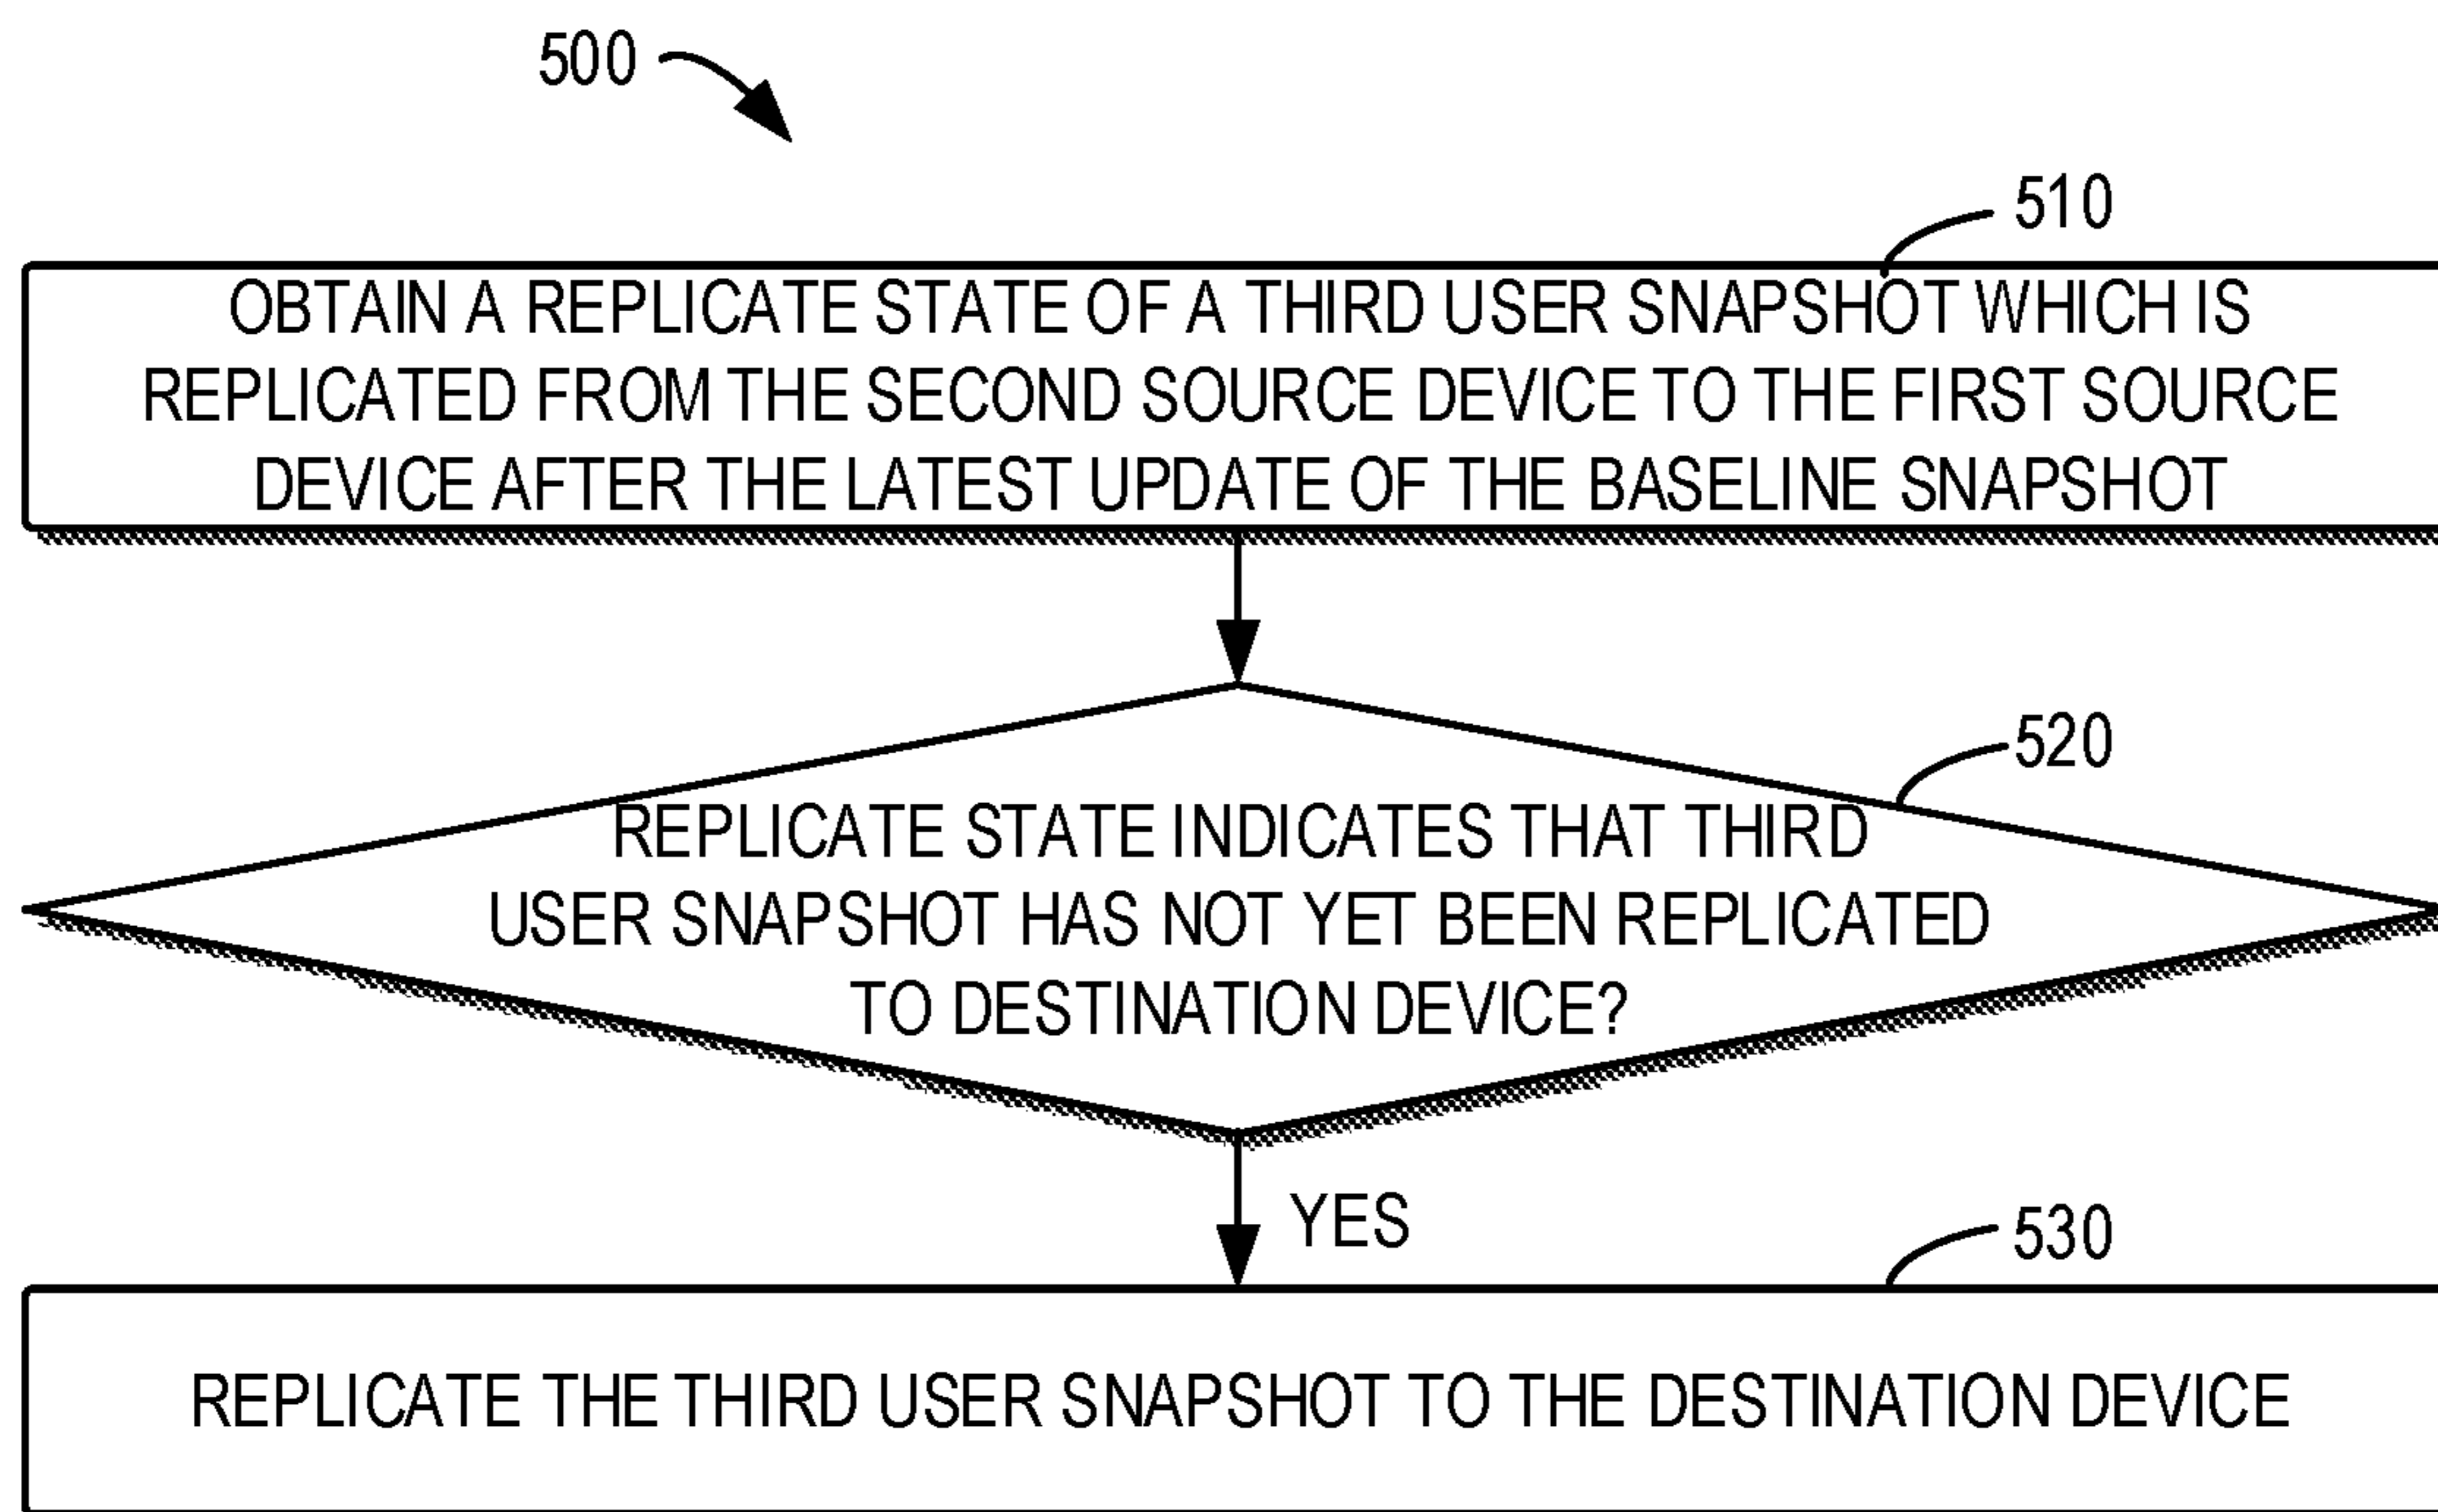 500
510
OBTAIN A REPLICATE STATE OF A THIRD USER SNAPSHOT WHICH IS
REPLICATED FROM THE SECOND SOURCE DEVICE TO THE FIRST SOURCE
DEVICE AFTER THE LATEST UPDATE OF THE BASELINE SNAPSHOT
520
REPLICATE STATE INDICATES THAT THIRD
USER SNAPSHOT HAS NOT YET BEEN REPLICATED
TO DESTINATION DEVICE?
YES
530
REPLICATE THE THIRD USER SNAPSHOT TO THE DESTINATION DEVICE